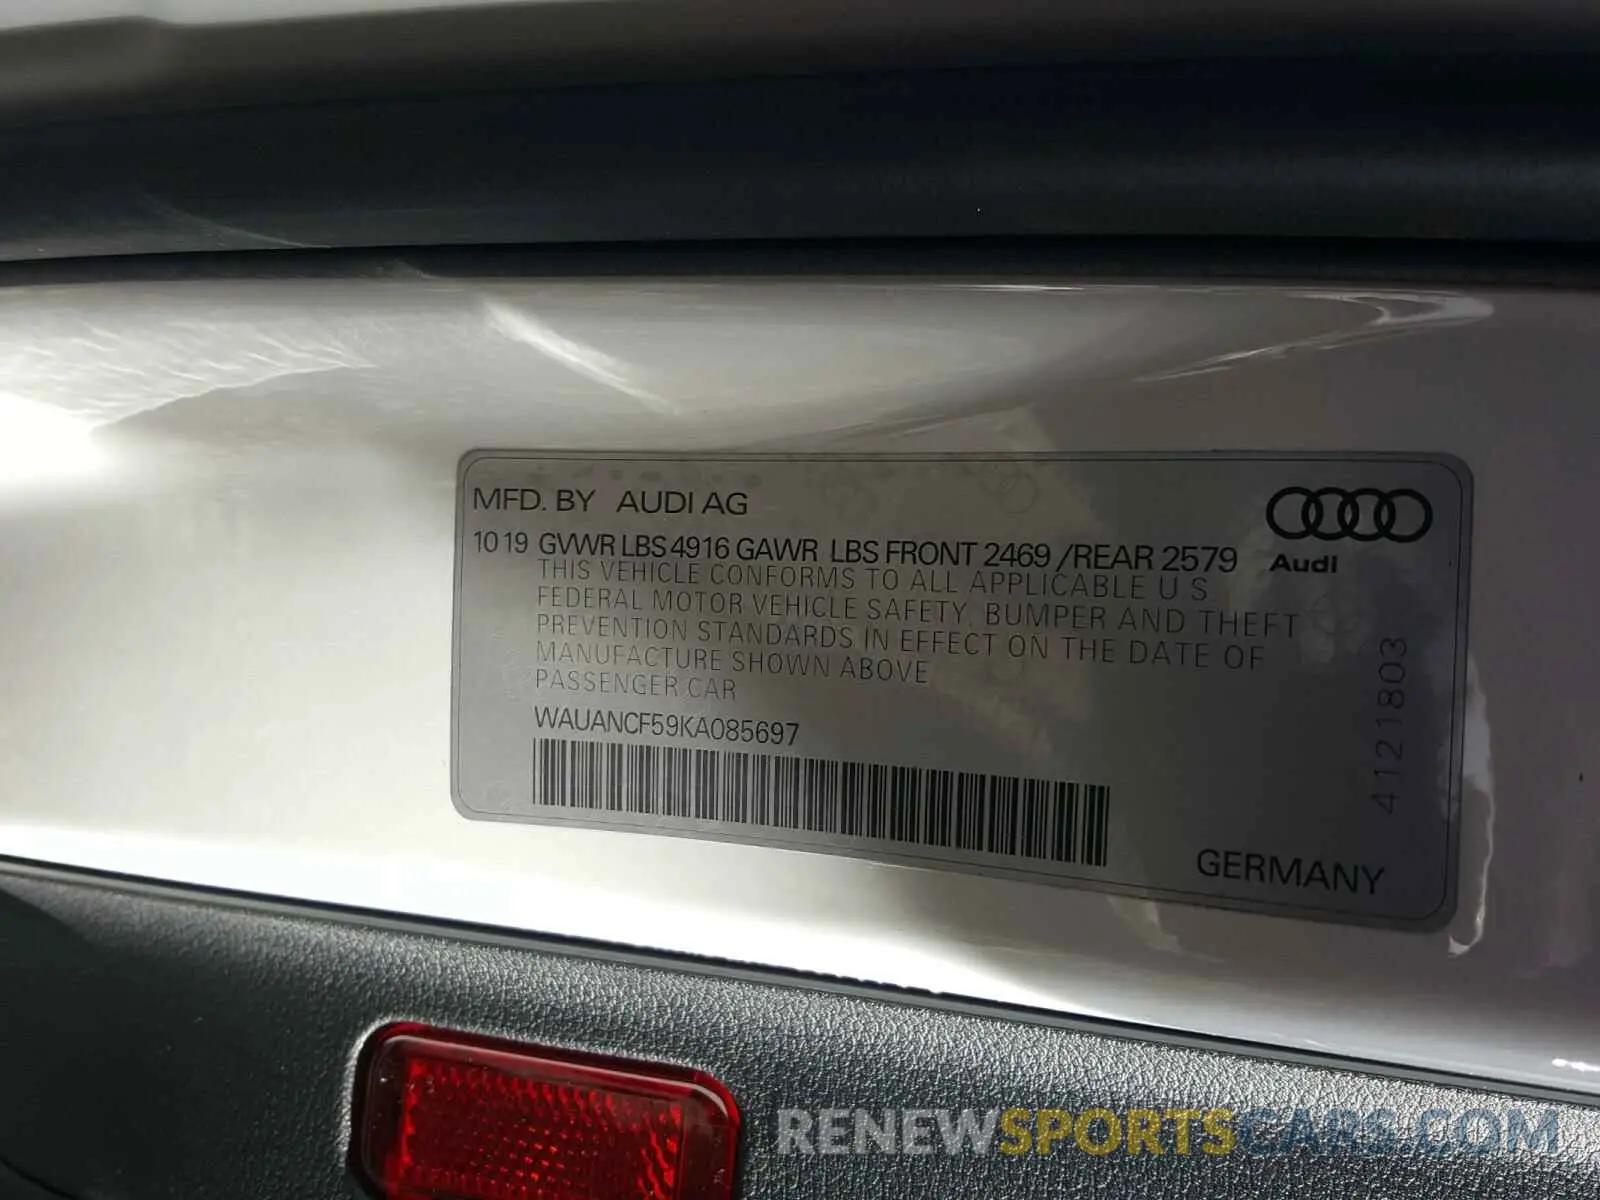 MFD. BY AUDI AG
10 19 GVWR LBS 4916 GAWR LBS FRONT 2469 /REAR 2579
Audi
THIS VEHICLE CONFORMS TO ALL APPLICABLE U S
FEDERAL MOTOR VEHICLE SAFETY, BUMPER AND THEFT
PREVENTION STANDARDS IN EFFECT ON THE DATE OF
MANUFACTURE SHOWN ABOVE
PASSENGER CAR
WAUANCF59KA085697
4121803
GERMANY
RENEWSPORTSCARS.COM